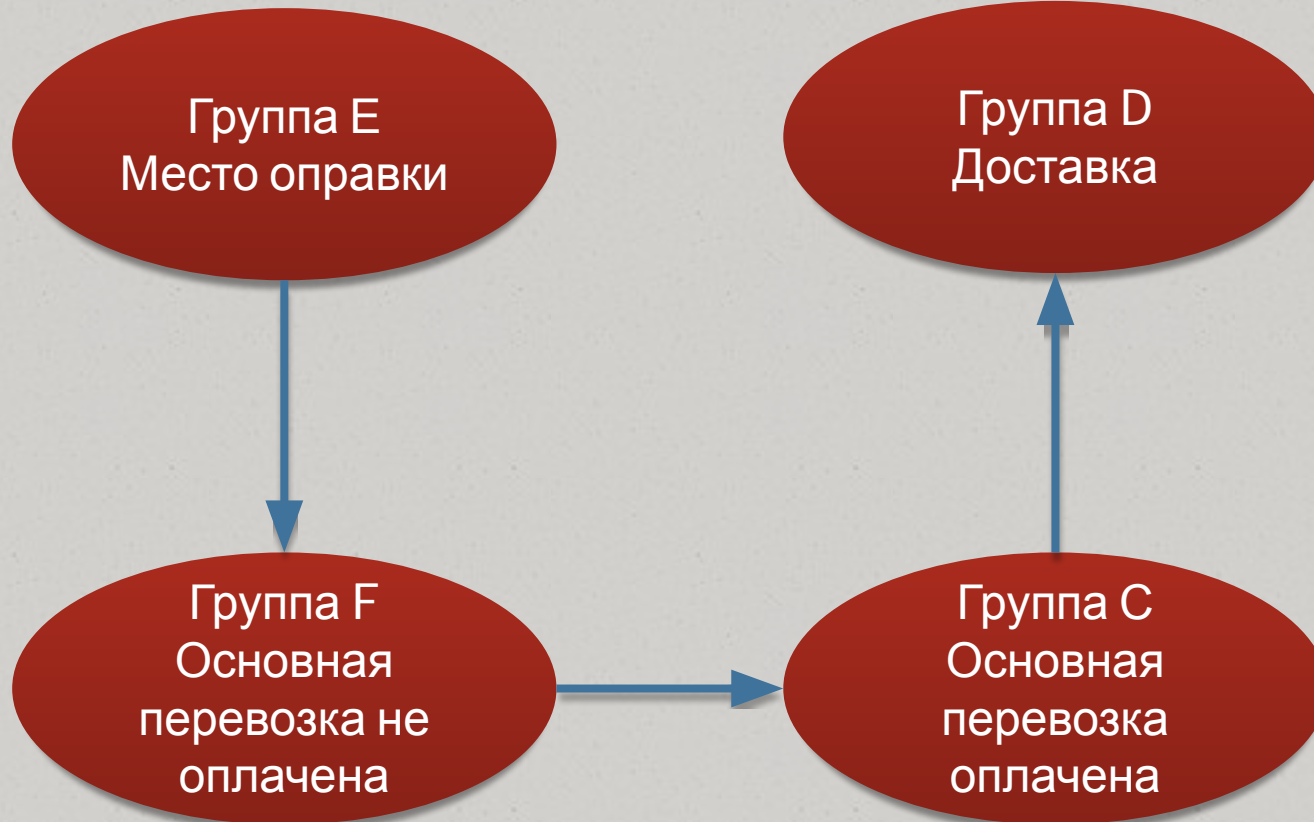 Группа E
Место оправки
Группа D
Доставка
Группа F
Основная
перевозка не
оплачена
Группа C
Основная
перевозка
оплачена